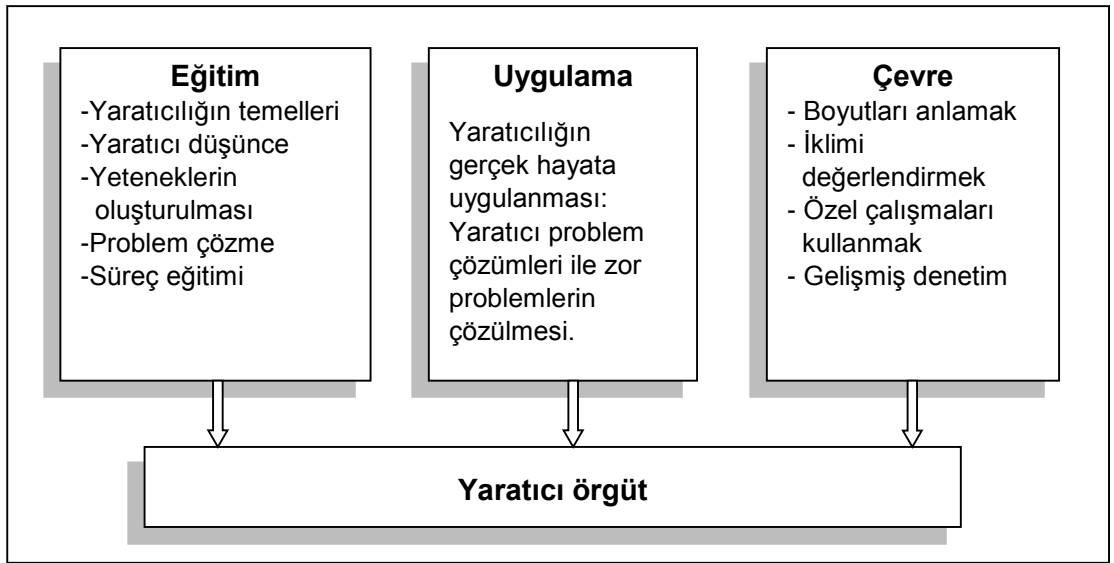 Eğitim
-Yaratıcılığın temelleri
-Yaratıcı düşünce
-Yeteneklerin
oluşturulması
-Problem çözme
-Süreç eğitimi
Uygulama
Yaratıcılığın
gerçek hayata
uygulanması:
Yaratıcı problem
çözümleri ile zor
problemlerin
çözülmesi.
Çevre
- Boyutları anlamak
- İklimi
değerlendirmek
- Özel çalışmaları
kullanmak
- Gelişmiş denetim
Yaratıcı örgüt